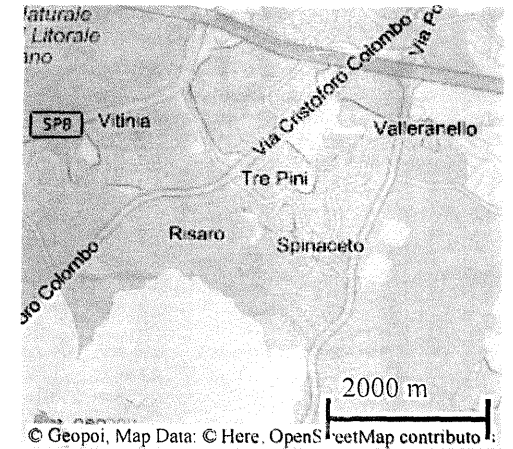 Naturale
Litorale
Via Cristoforo Colombo
Via Po
SP8
Vitinia
Valleranello
Tre Pini
Risaro
Spinaceto
oro Colombo
2000 m
© Geopoi, Map Data: © Here, OpenStreetMap contributo